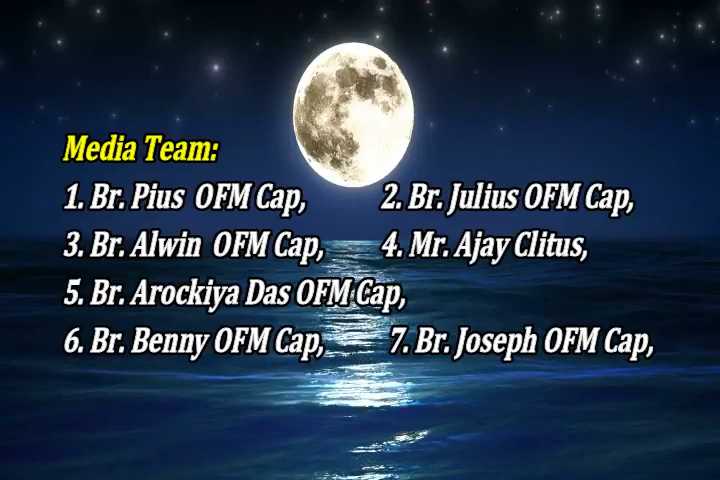 Media Team:
1. Br. Pius OFM Cap, 2. Br. Julius OFM Cap,
3. Br. Alwin OFM Cap, 4. Mr. Ajay Clitus,
5. Br. Arockiya Das OFM Cap,
6. Br. Benny OFM Cap, 7. Br. Joseph OFM Cap,